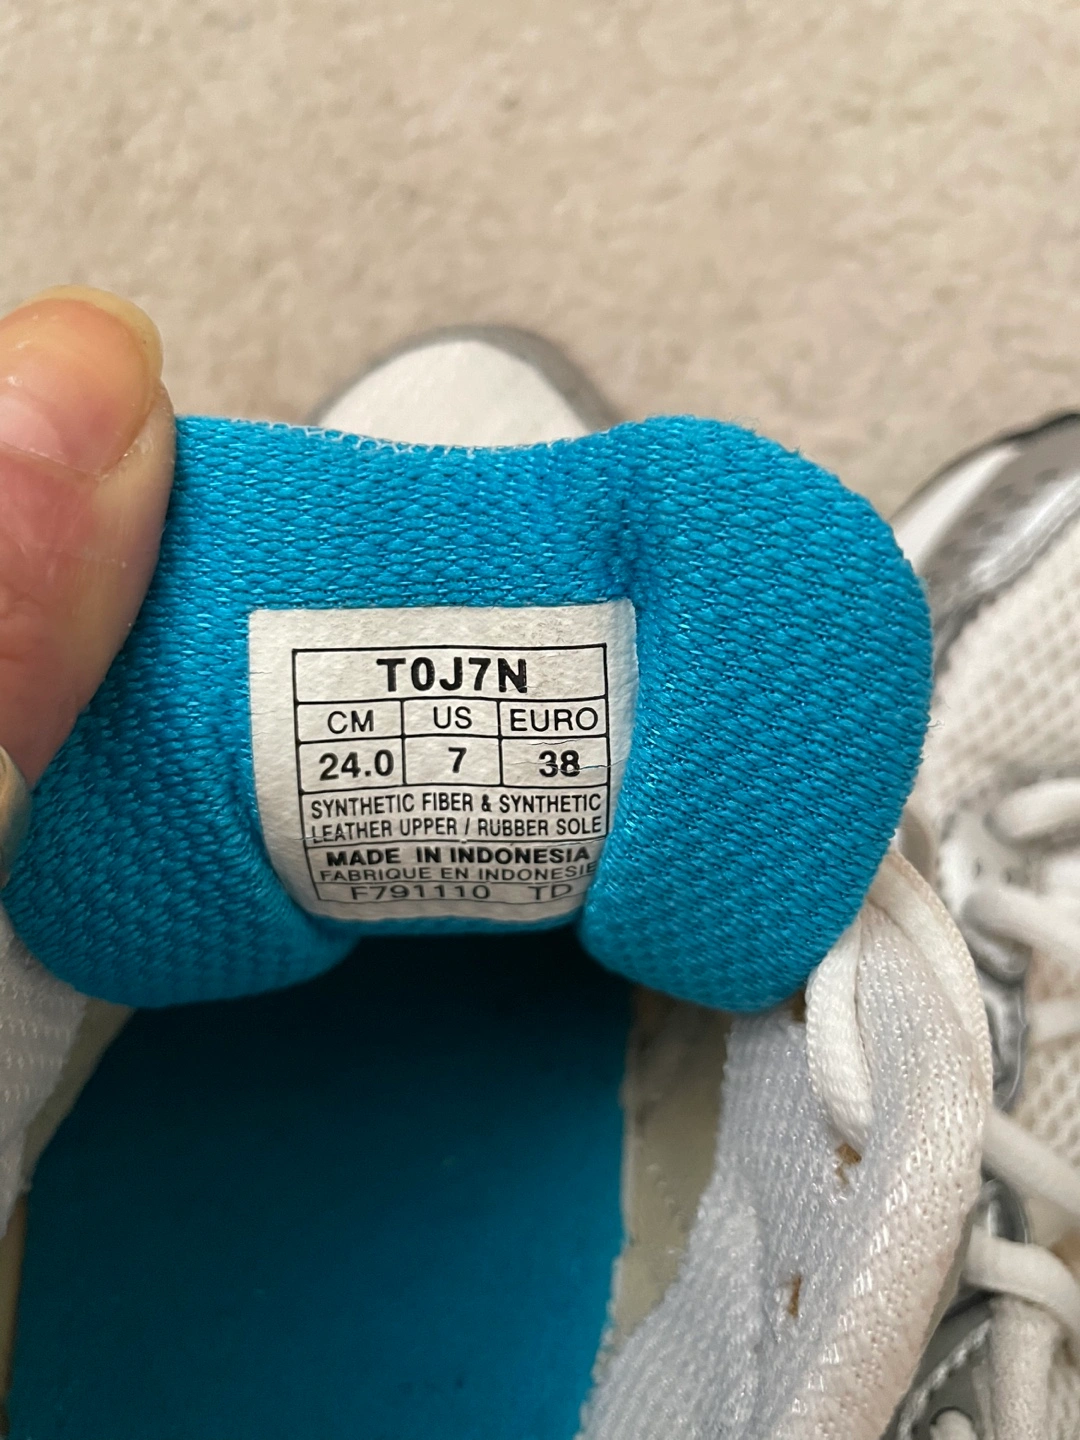 T0J7N
CM US EURO
24.0 7 38
SYNTHETIC FIBER & SYNTHETIC
LEATHER UPPER / RUBBER SOLE
MADE IN INDONESIA
FABRIQUE EN INDONESIE
F791110 TD